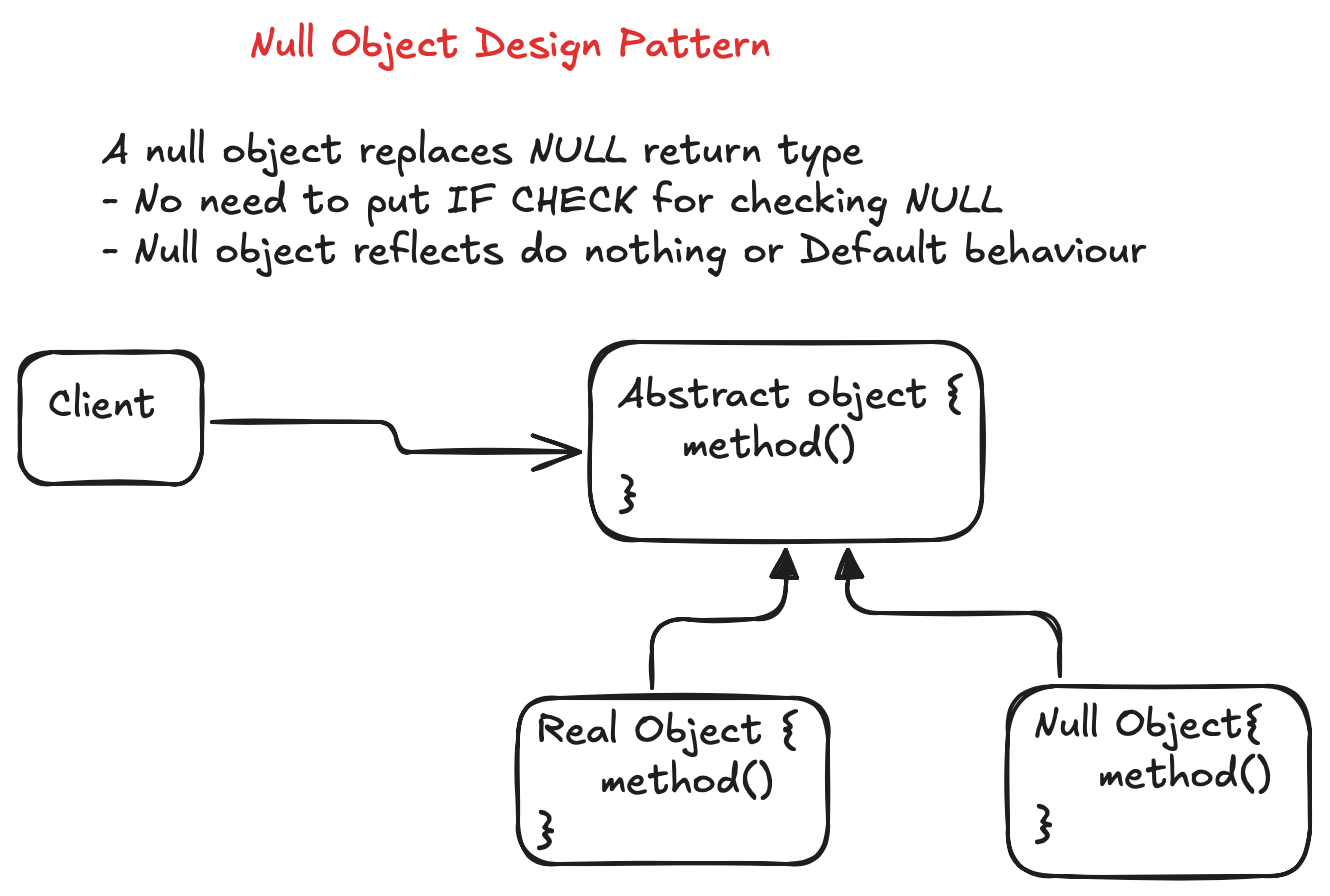 Null Object Design Pattern
A null object replaces NULL return type
- No need to put IF CHECK for checking NULL
- Null object reflects do nothing or Default behaviour
Client
Abstract object {
method()
}
Real Object {
method()
}
Null Object{
method()
}